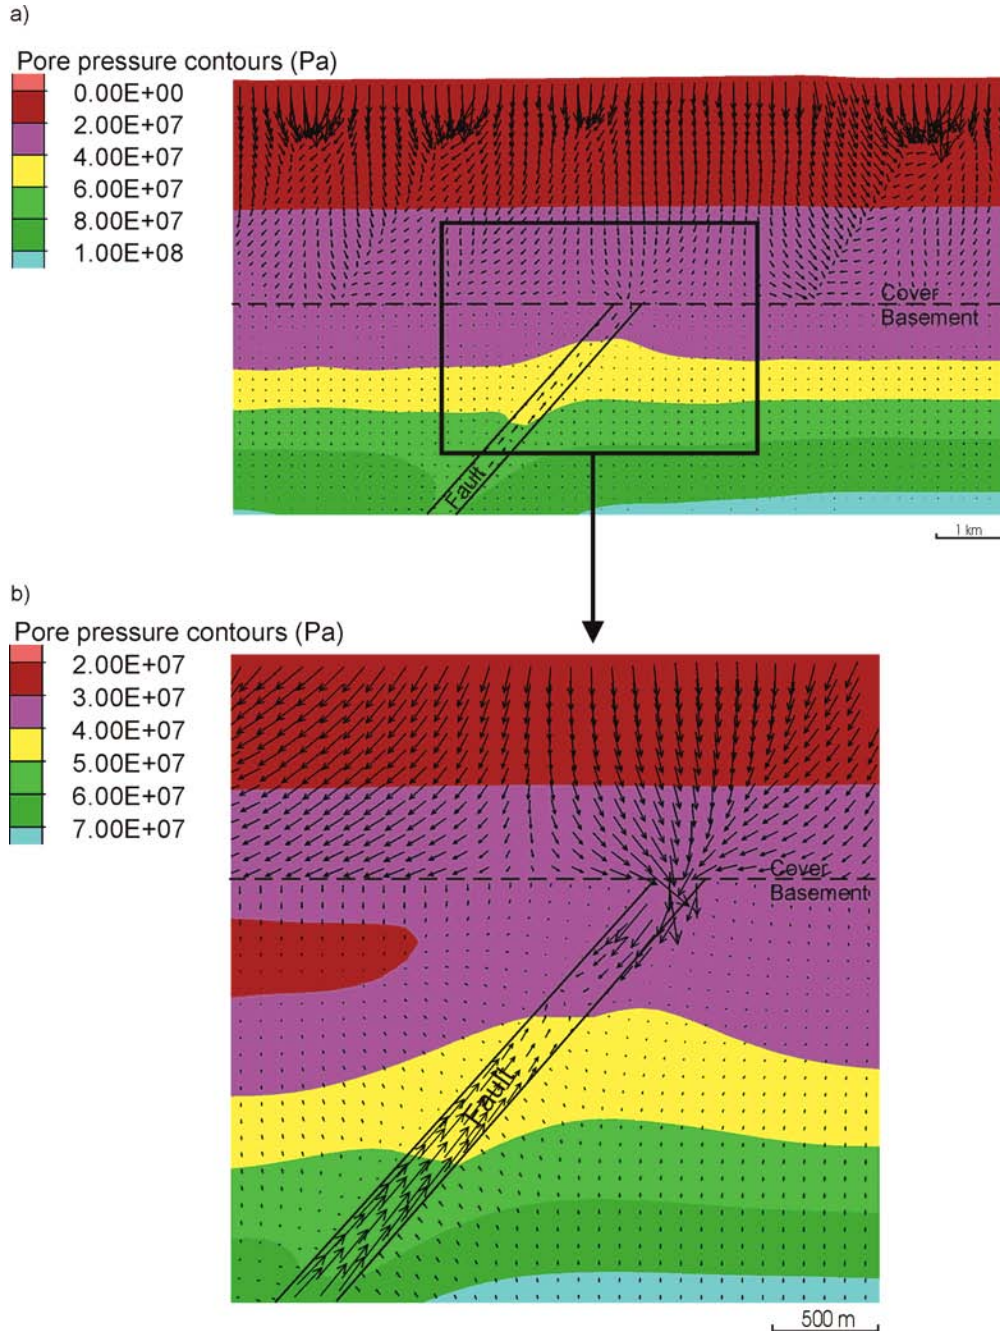 a)
Pore pressure contours (Pa)
0.00E+00
2.00E+07
4.00E+07
6.00E+07
8.00E+07
1.00E+08
Cover
Basement
Fault
1 km
b)
Pore pressure contours (Pa)
2.00E+07
3.00E+07
4.00E+07
5.00E+07
6.00E+07
7.00E+07
Cover
Basement
Fault
500 m